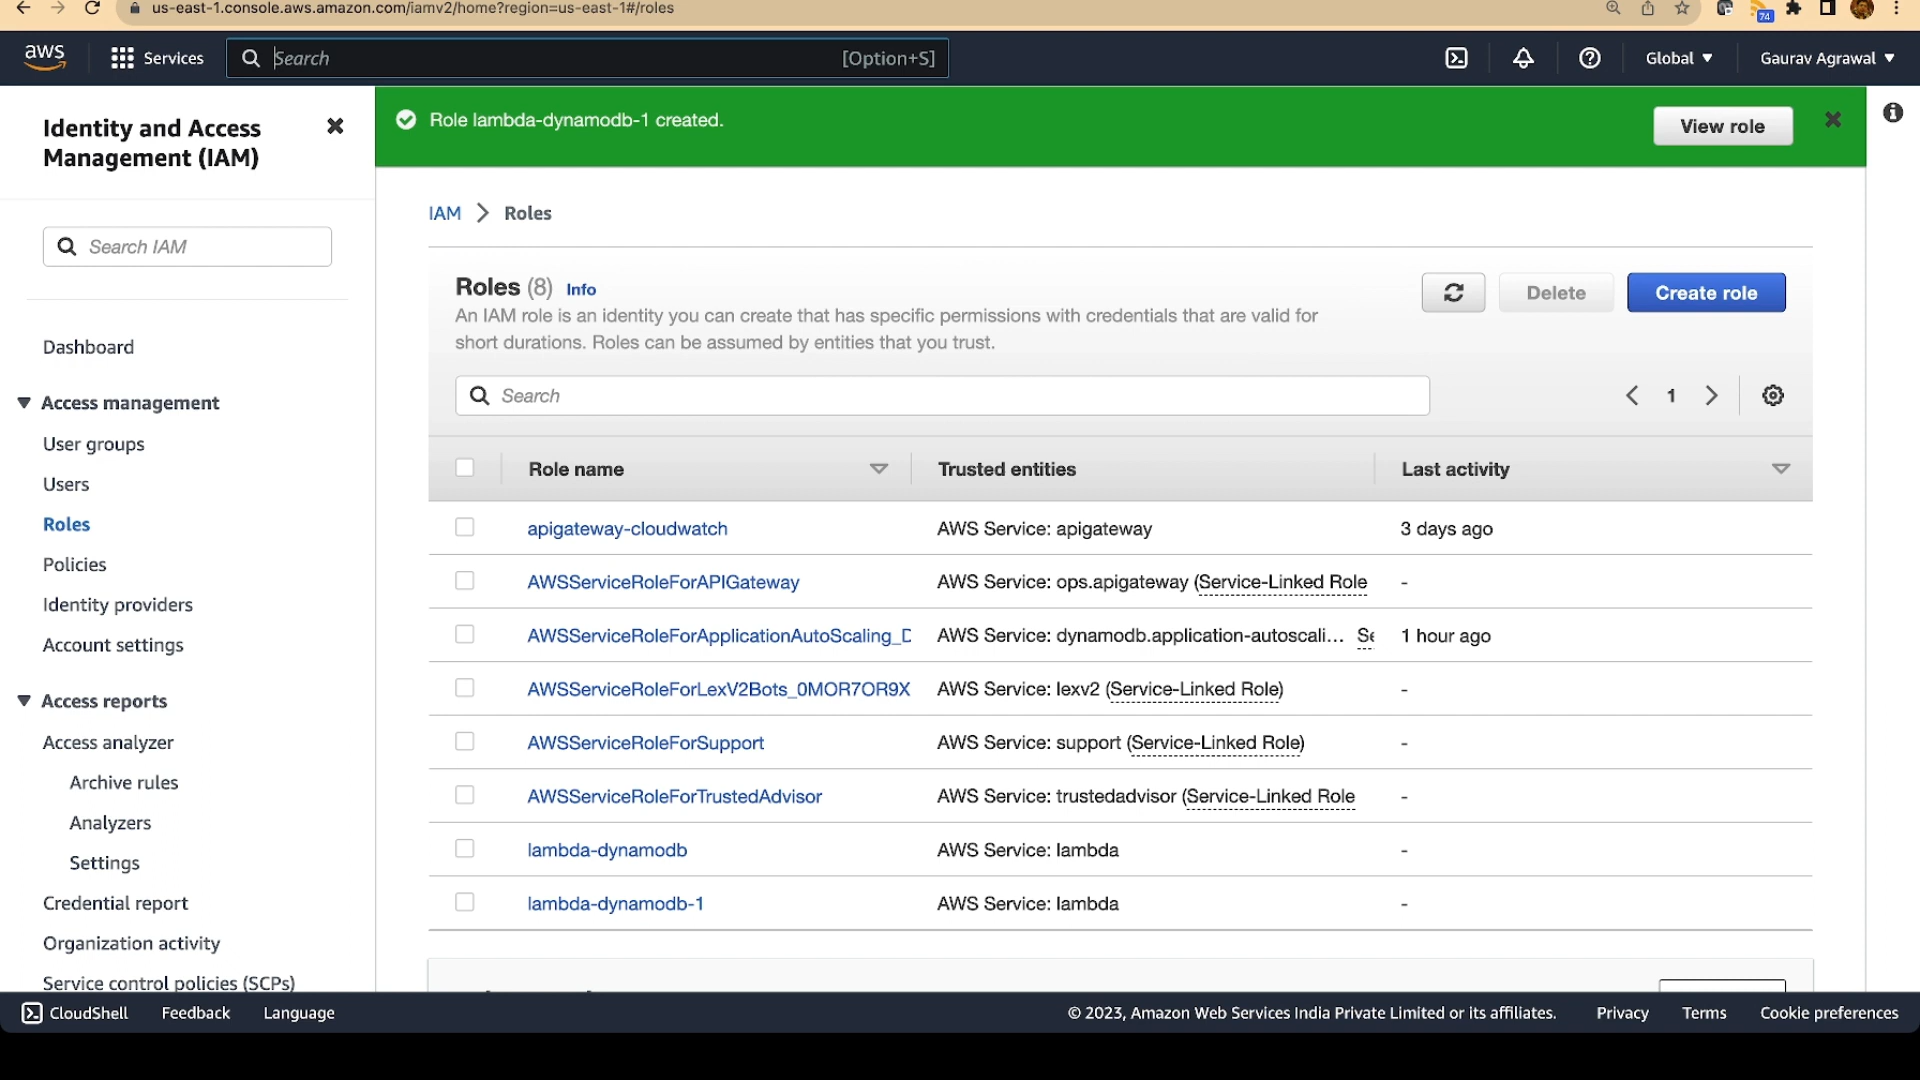 us-east-1.console.aws.amazon.com/iamv2/home?region=us-east-1#/roles
74
aws
Services
Search
[Option+S]
Global
Gaurav Agrawal
Identity and Access
Management (IAM)
Search IAM
Dashboard
Access management
User groups
Users
Roles
Policies
Identity providers
Account settings
Access reports
Access analyzer
Archive rules
Analyzers
Settings
Credential report
Organization activity
Service control policies (SCPs)
Role lambda-dynamodb-1 created.
View role
IAM > Roles
Roles (8) Info
An IAM role is an identity you can create that has specific permissions with credentials that are valid for
short durations. Roles can be assumed by entities that you trust.
Delete
Create role
Search
1
Role name Trusted entities Last activity
apigateway-cloudwatch AWS Service: apigateway 3 days ago
AWSServiceRoleForAPIGateway AWS Service: ops.apigateway (Service-Linked Role -
AWSServiceRoleForApplicationAutoScaling_D AWS Service: dynamodb.application-autoscali... Se 1 hour ago
AWSServiceRoleForLexV2Bots_0MOR7OR9X AWS Service: lexv2 (Service-Linked Role) -
AWSServiceRoleForSupport AWS Service: support (Service-Linked Role) -
AWSServiceRoleForTrustedAdvisor AWS Service: trustedadvisor (Service-Linked Role -
lambda-dynamodb AWS Service: lambda -
lambda-dynamodb-1 AWS Service: lambda -
CloudShell Feedback Language
© 2023, Amazon Web Services India Private Limited or its affiliates. Privacy Terms Cookie preferences